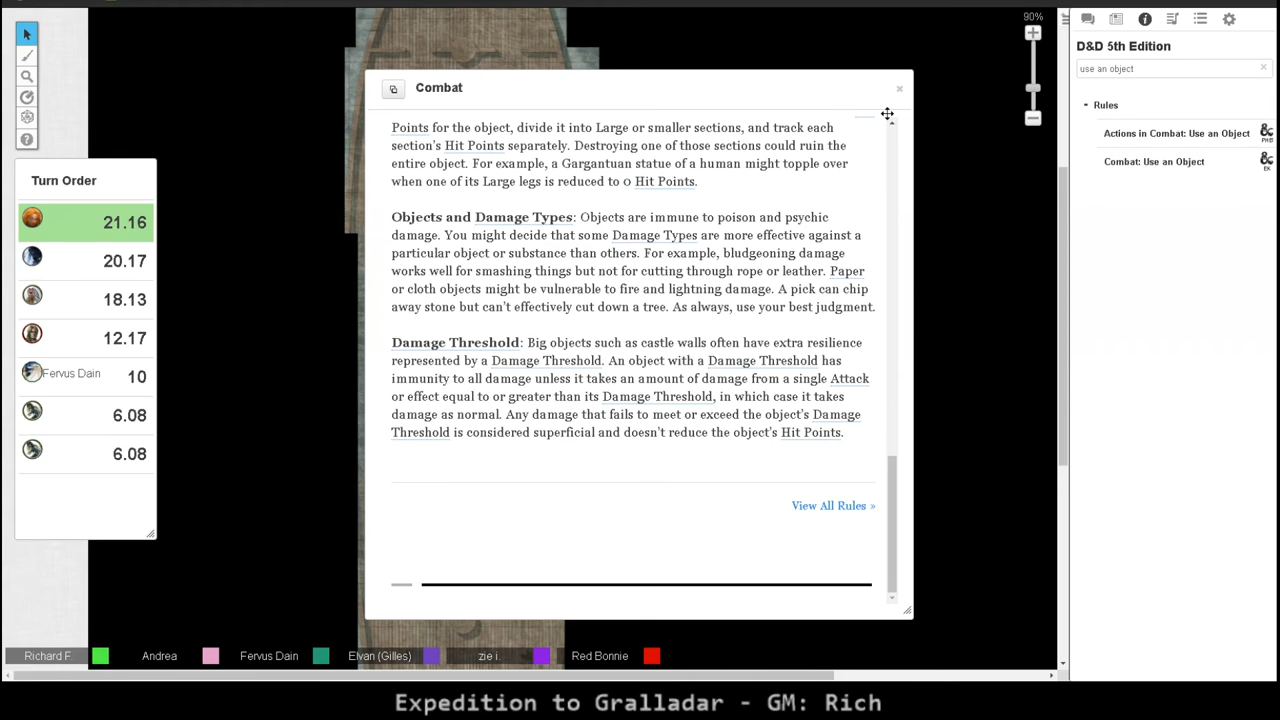 90%
D&D 5th Edition
use an object
Rules
Actions in Combat: Use an Object
PHB
Combat: Use an Object
EK
Combat
Points for the object, divide it into Large or smaller sections, and track each
section's Hit Points separately. Destroying one of those sections could ruin the
entire object. For example, a Gargantuan statue of a human might topple over
when one of its Large legs is reduced to 0 Hit Points.
Objects and Damage Types: Objects are immune to poison and psychic
damage. You might decide that some Damage Types are more effective against a
particular object or substance than others. For example, bludgeoning damage
works well for smashing things but not for cutting through rope or leather. Paper
or cloth objects might be vulnerable to fire and lightning damage. A pick can chip
away stone but can't effectively cut down a tree. As always, use your best judgment.
Damage Threshold: Big objects such as castle walls often have extra resilience
represented by a Damage Threshold. An object with a Damage Threshold has
immunity to all damage unless it takes an amount of damage from a single Attack
or effect equal to or greater than its Damage Threshold, in which case it takes
damage as normal. Any damage that fails to meet or exceed the object's Damage
Threshold is considered superficial and doesn't reduce the object's Hit Points.
View All Rules »
Turn Order
21.16
20.17
18.13
12.17
Fervus Dain 10
6.08
6.08
Richard F. Andrea Fervus Dain Elvan (Gilles) zie i. Red Bonnie
Expedition to Gralladar - GM: Rich